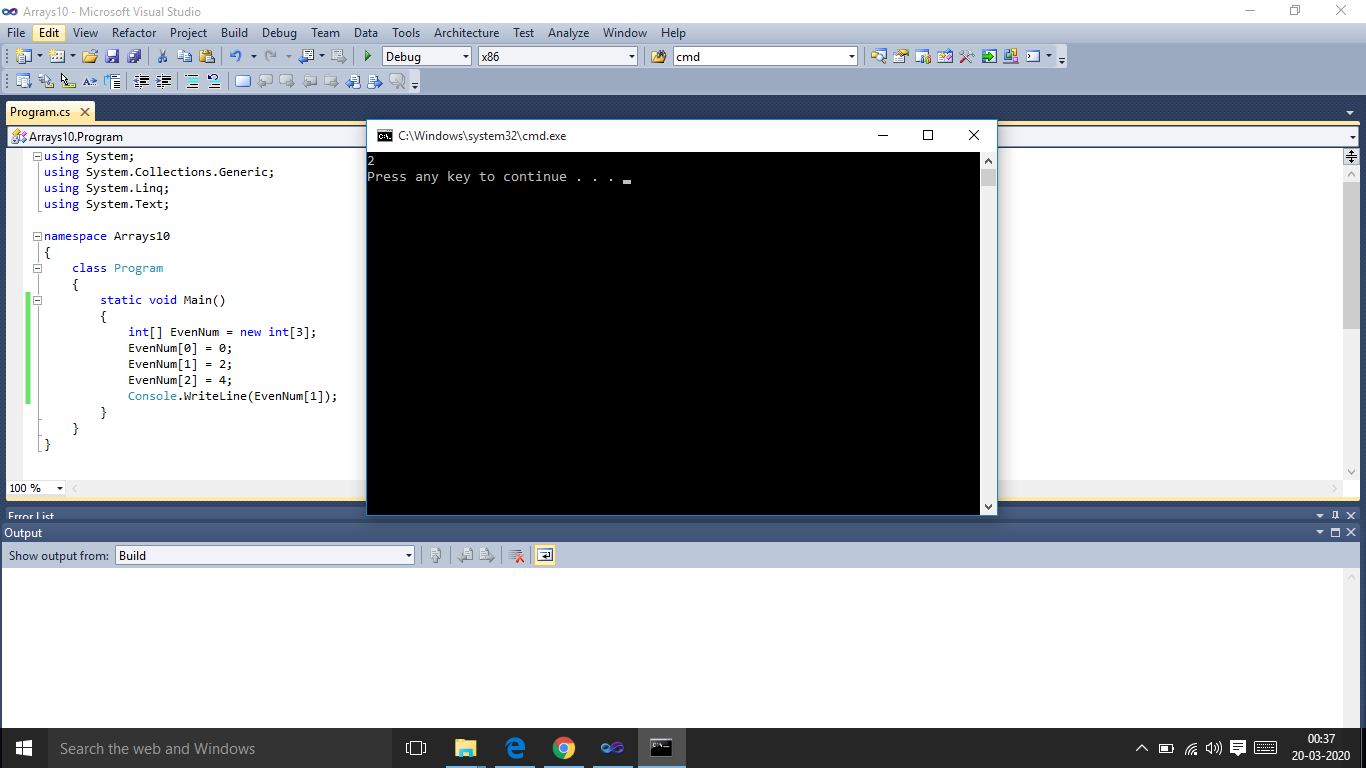 Arrays10 - Microsoft Visual Studio
File Edit View Refactor Project Build Debug Team Data Tools Architecture Test Analyze Window Help
Debug x86 cmd
Program.cs
Arrays10.Program
using System;
using System.Collections.Generic;
using System.Linq;
using System.Text;
namespace Arrays10
{
class Program
{
static void Main()
{
int[] EvenNum = new int[3];
EvenNum[0] = 0;
EvenNum[1] = 2;
EvenNum[2] = 4;
Console.WriteLine(EvenNum[1]);
}
}
}
100 %
C:\Windows\system32\cmd.exe
2
Press any key to continue . . .
Error List
Output
Show output from: Build
Search the web and Windows
00:37
20-03-2020